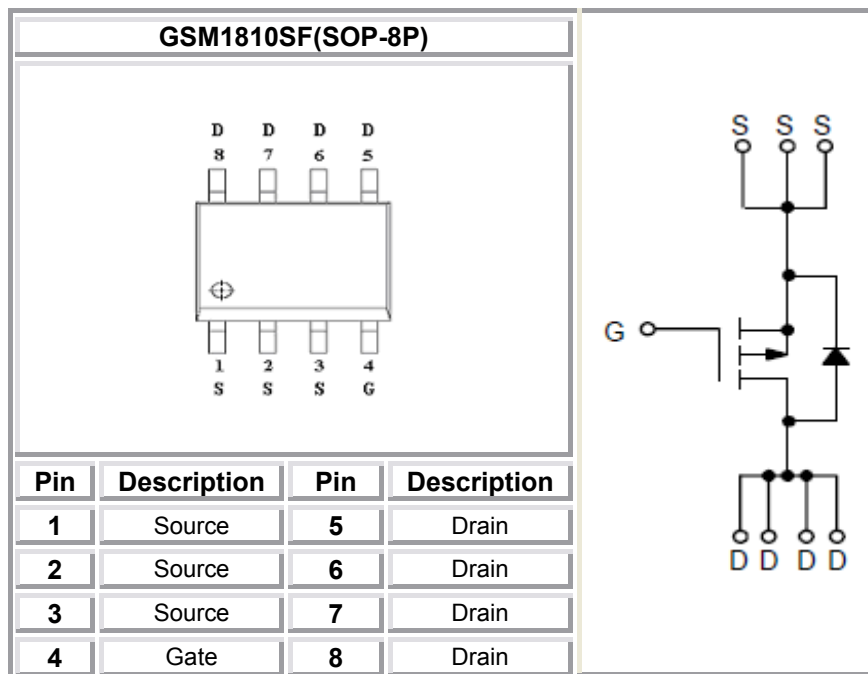 GSM1810SF(SOP-8P)
D D D D
8 7 6 5
1 2 3 4
S S S G
Pin Description Pin Description
1 Source 5 Drain
2 Source 6 Drain
3 Source 7 Drain
4 Gate 8 Drain
S S S
G
D D D D